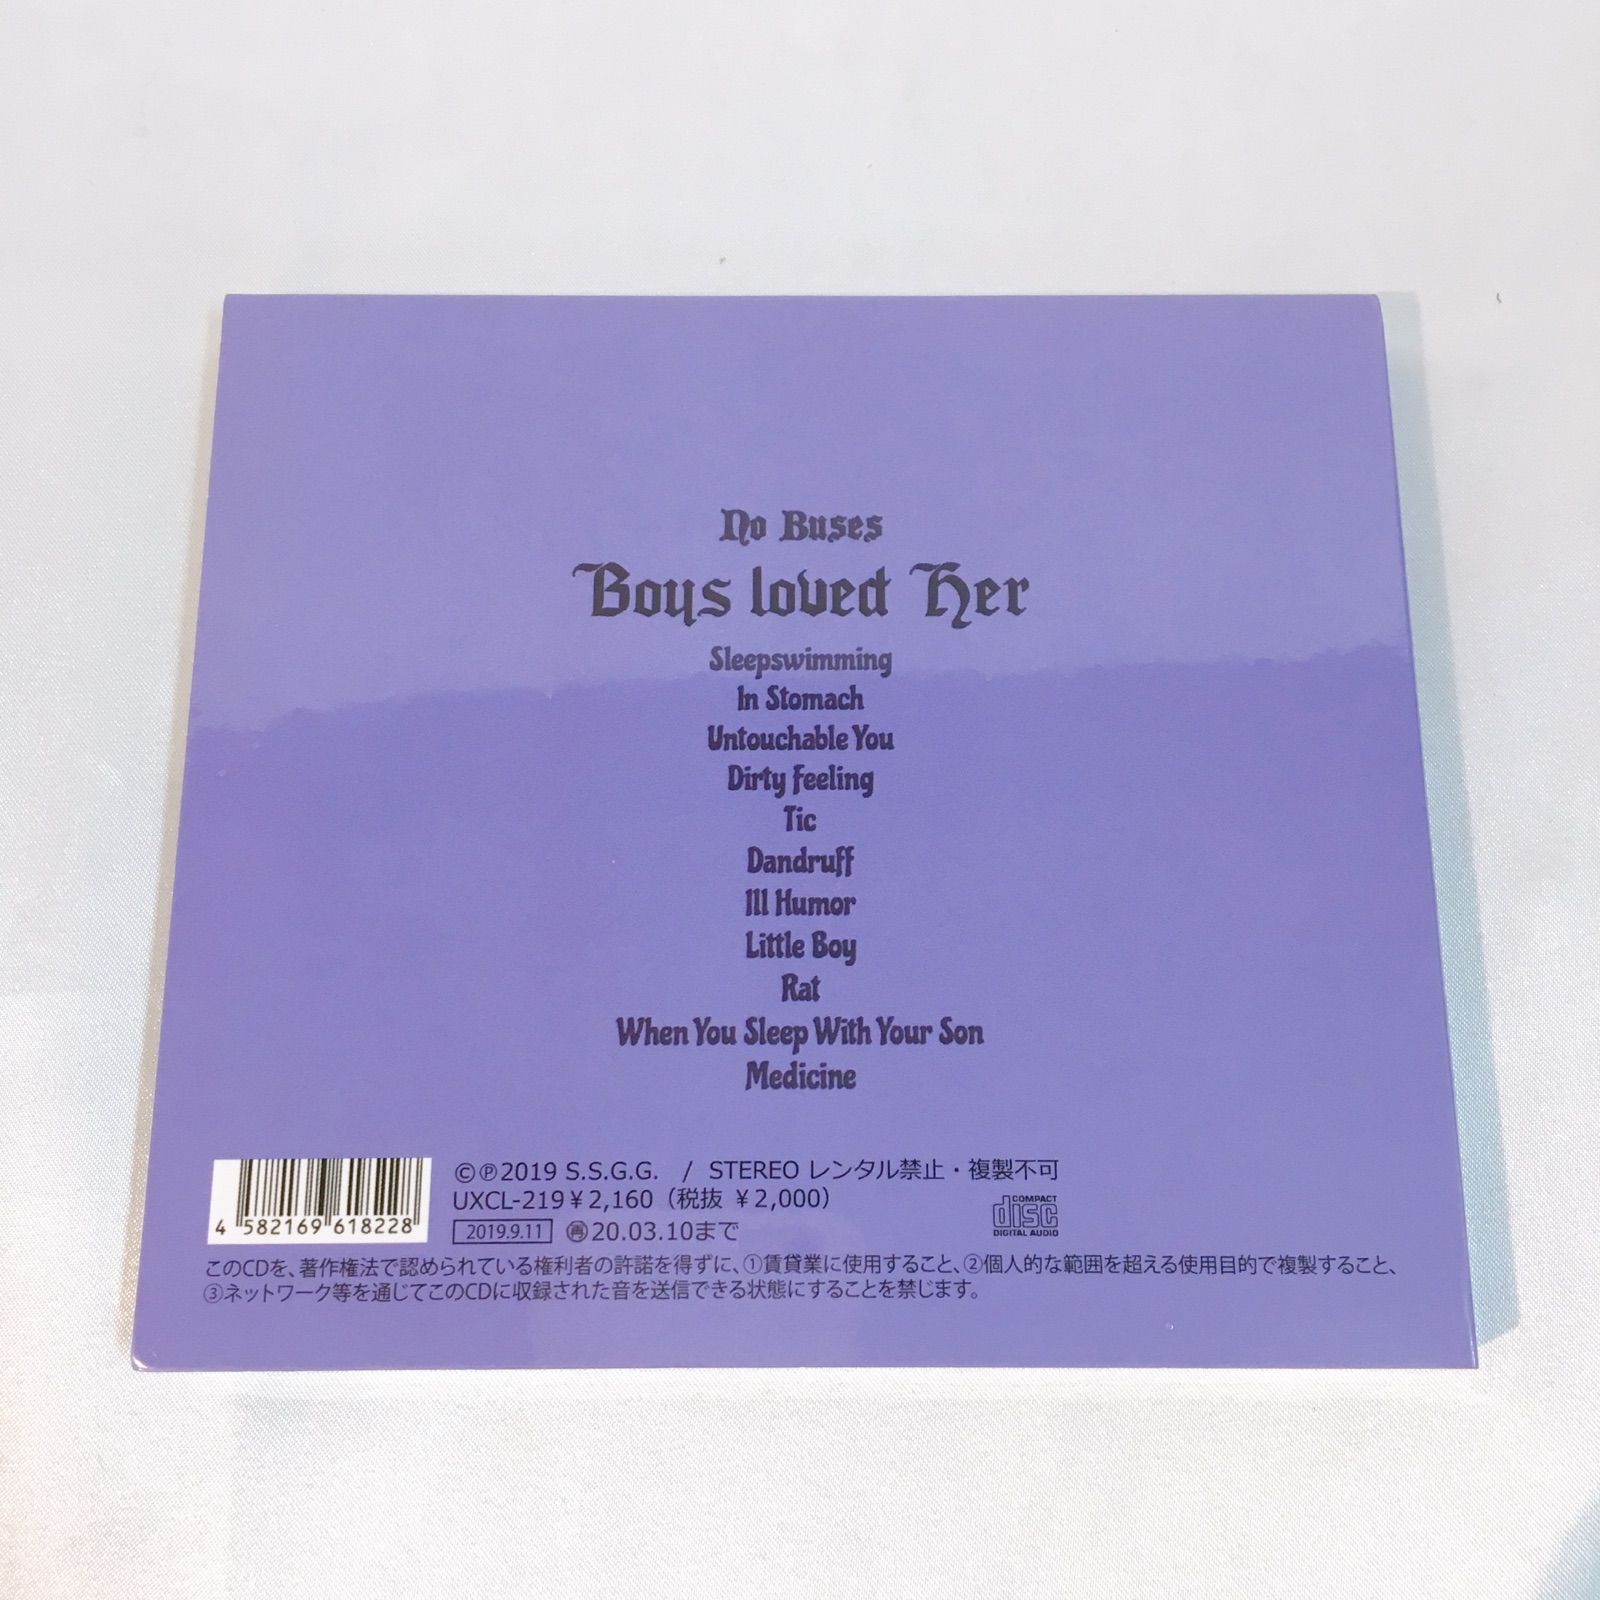 No Buses
Boys loved Her
Sleepswimming
In Stomach
Untouchable You
Dirty Feeling
Tic
Dandruff
Ill Humor
Little Boy
Rat
When You Sleep With Your Son
Medicine
©℗2019 S.S.G.G. / STEREO レンタル禁止・複製不可
UXCL-219￥2,160（税抜 ￥2,000）
2019.9.11 ㊢20.03.10まで
COMPACT
disc
DIGITAL AUDIO
4 582169 618228
このCDを、著作権法で認められている権利者の許諾を得ずに、①賃貸業に使用すること、②個人的な範囲を超える使用目的で複製すること、
③ネットワーク等を通じてこのCDに収録された音を送信できる状態にすることを禁じます。